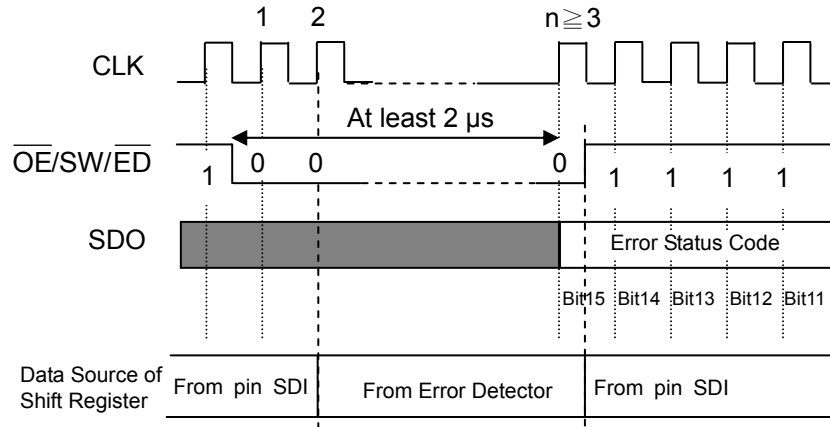 1 2 n≧3
CLK
At least 2 µs
O̅E̅/SW/E̅D̅
1 0 0 0 1 1 1 1
SDO
Error Status Code
Bit15 Bit14 Bit13 Bit12 Bit11
Data Source of
Shift Register
From pin SDI
From Error Detector
From pin SDI